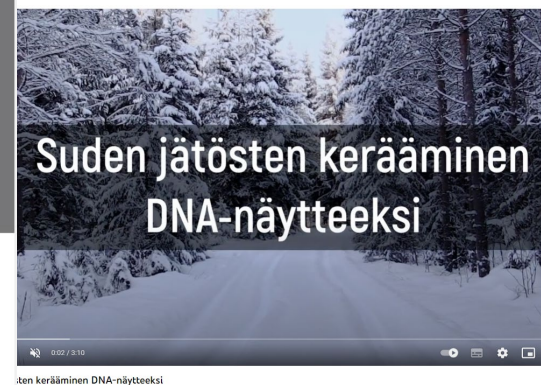 Suden jätösten kerääminen
DNA-näytteeksi
0:02 / 3:10
sten kerääminen DNA-näytteeksi